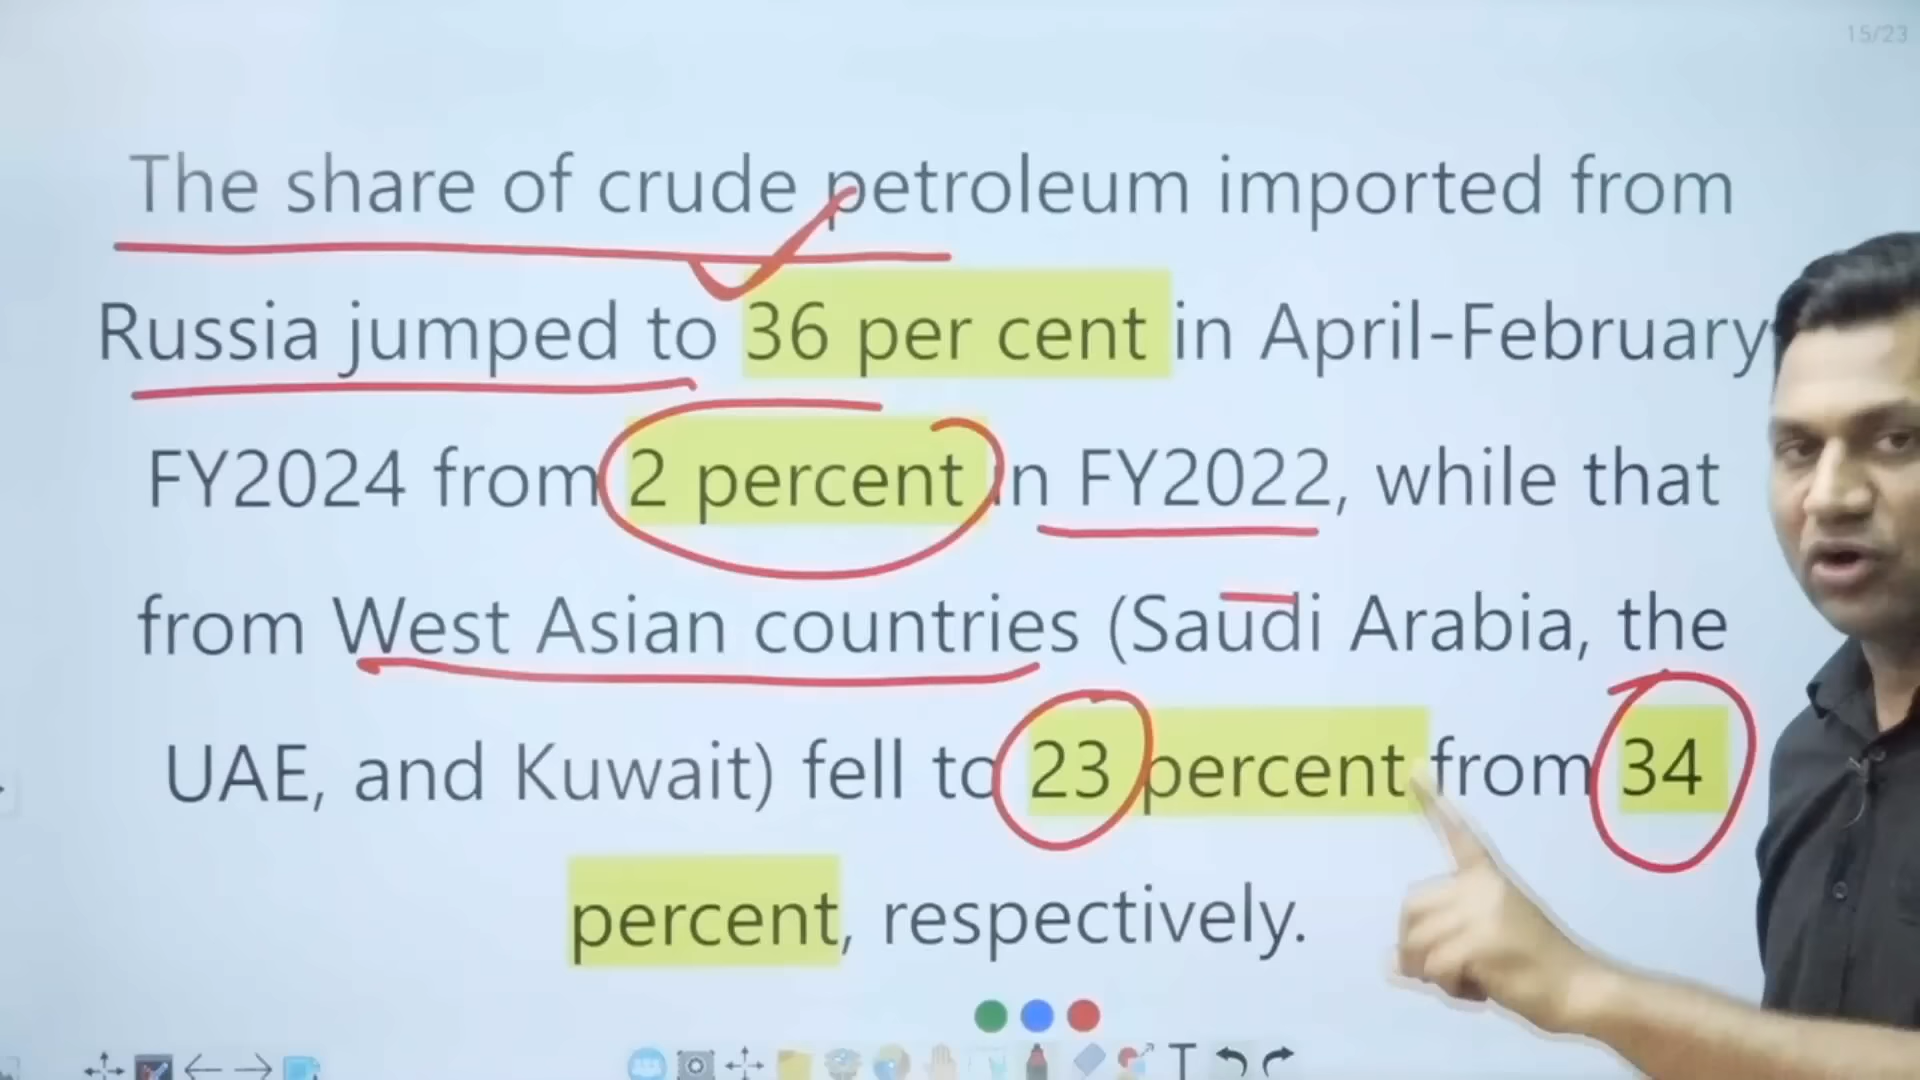 15/23
The share of crude petroleum imported from
Russia jumped to 36 per cent in April-February
FY2024 from 2 percent in FY2022, while that
from West Asian countries (Saudi Arabia, the
UAE, and Kuwait) fell to 23 percent from 34
percent, respectively.
T